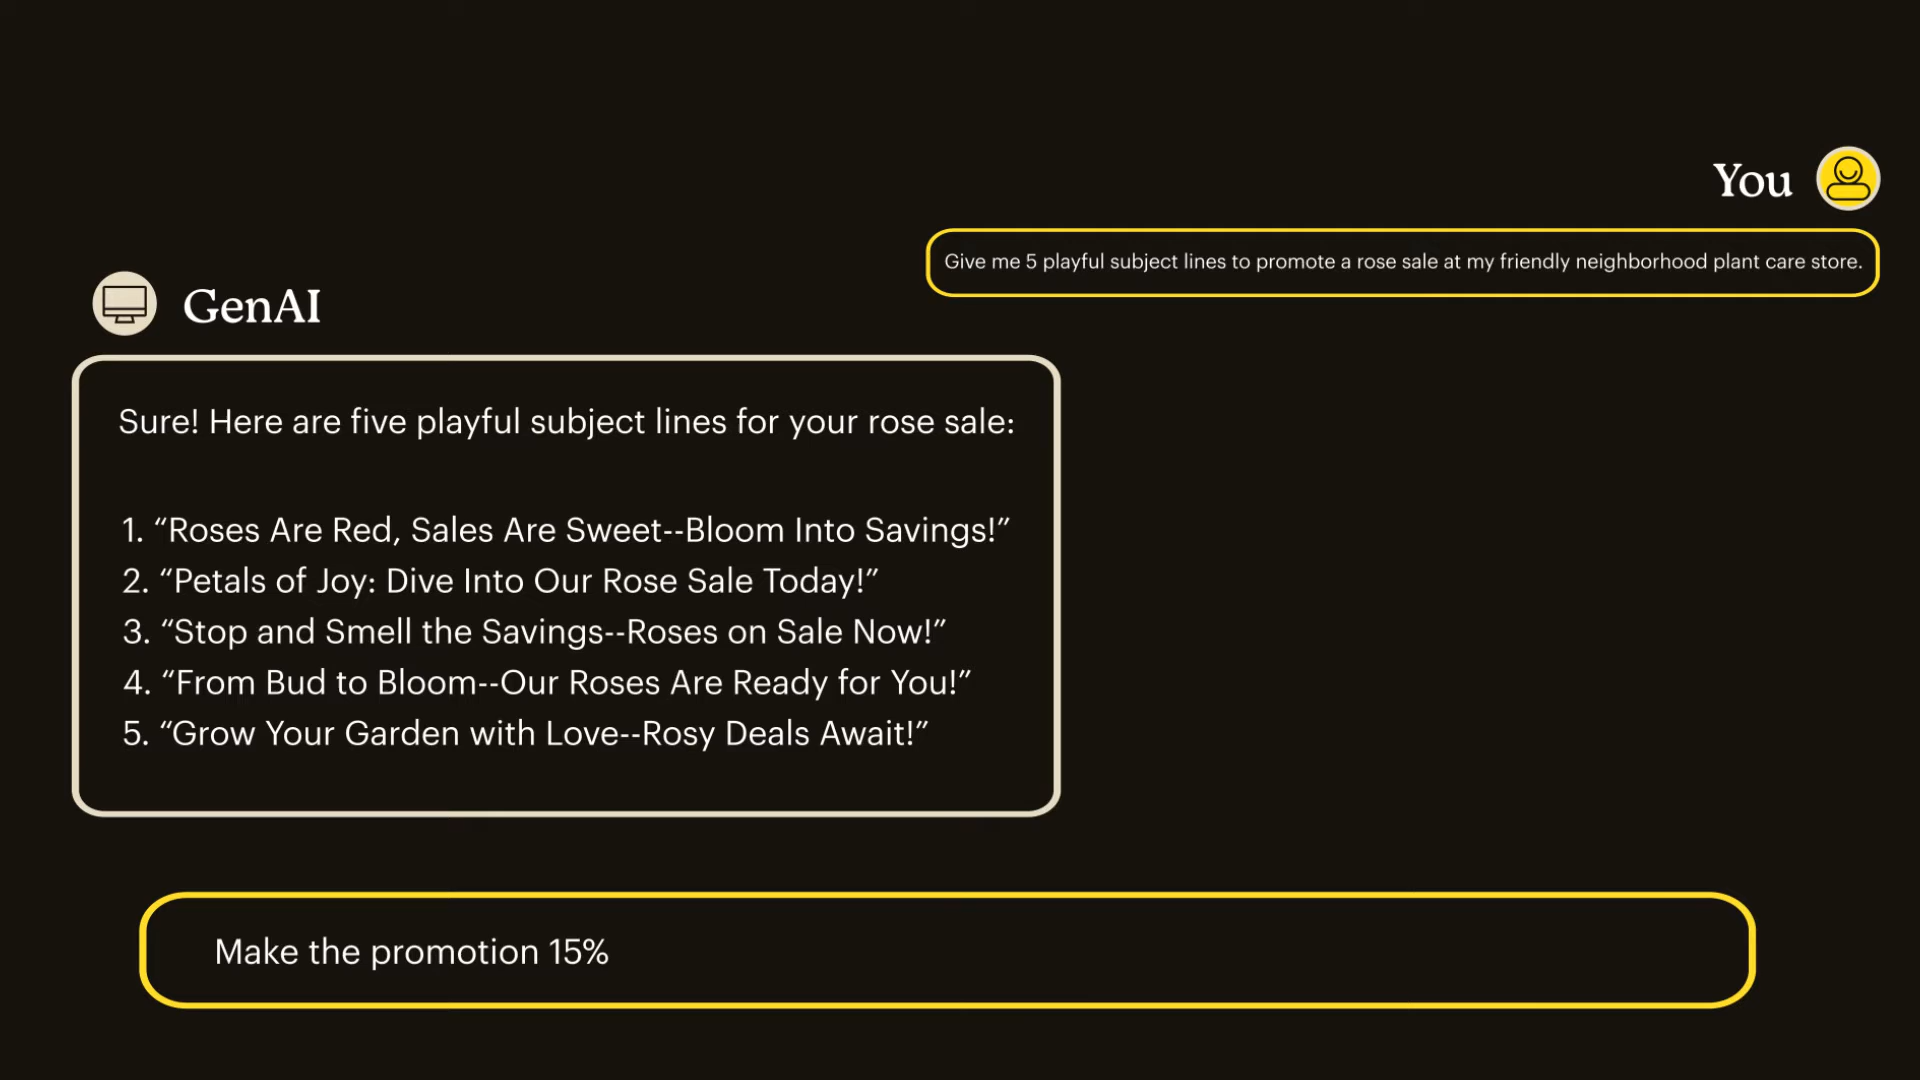 You
Give me 5 playful subject lines to promote a rose sale at my friendly neighborhood plant care store.
GenAI
Sure! Here are five playful subject lines for your rose sale:
1. “Roses Are Red, Sales Are Sweet--Bloom Into Savings!”
2. “Petals of Joy: Dive Into Our Rose Sale Today!”
3. “Stop and Smell the Savings--Roses on Sale Now!”
4. “From Bud to Bloom--Our Roses Are Ready for You!”
5. “Grow Your Garden with Love--Rosy Deals Await!”
Make the promotion 15%